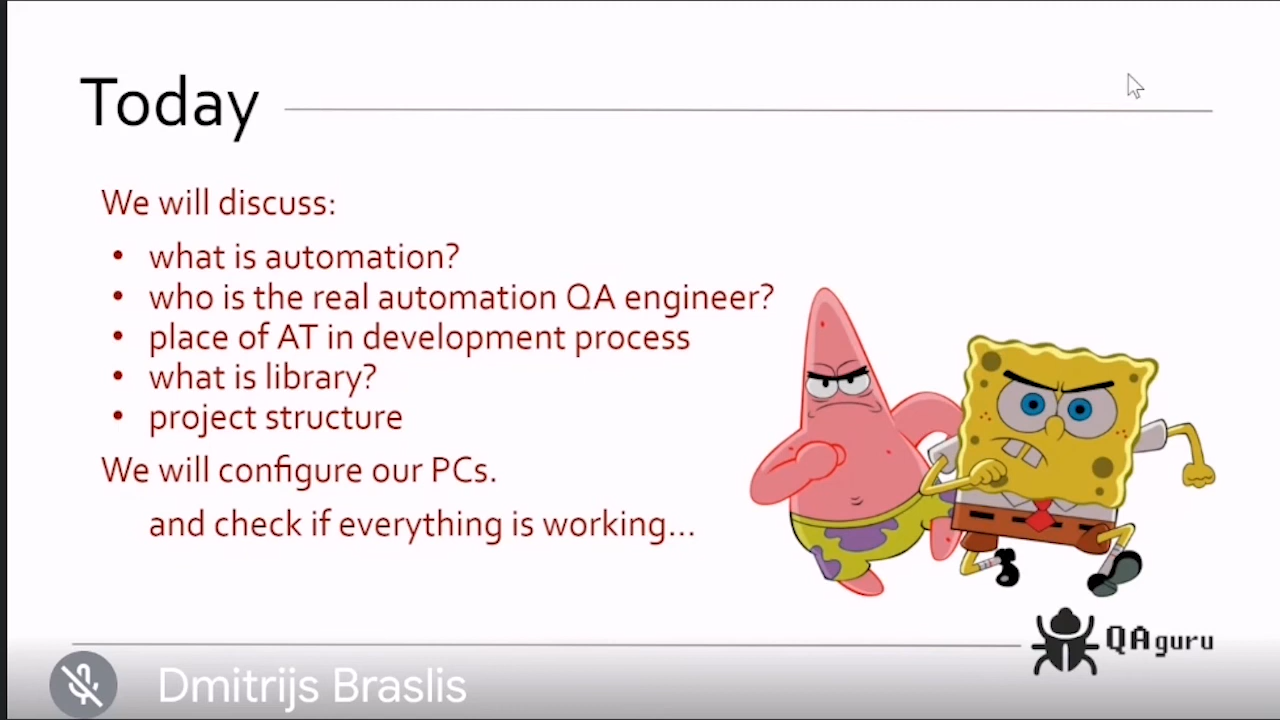 Today
We will discuss:
• what is automation?
• who is the real automation QA engineer?
• place of AT in development process
• what is library?
• project structure
We will configure our PCs.
and check if everything is working...
QAguru
Dmitrijs Braslis